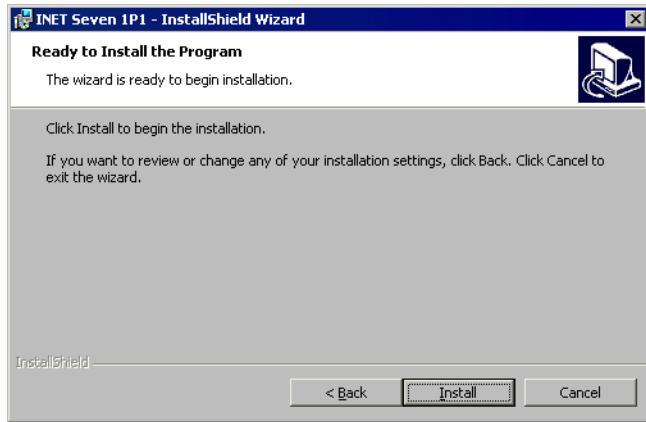 INET Seven 1P1 - InstallShield Wizard
Ready to Install the Program
The wizard is ready to begin installation.
Click Install to begin the installation.
If you want to review or change any of your installation settings, click Back. Click Cancel to
exit the wizard.
InstallShield
< Back
Install
Cancel